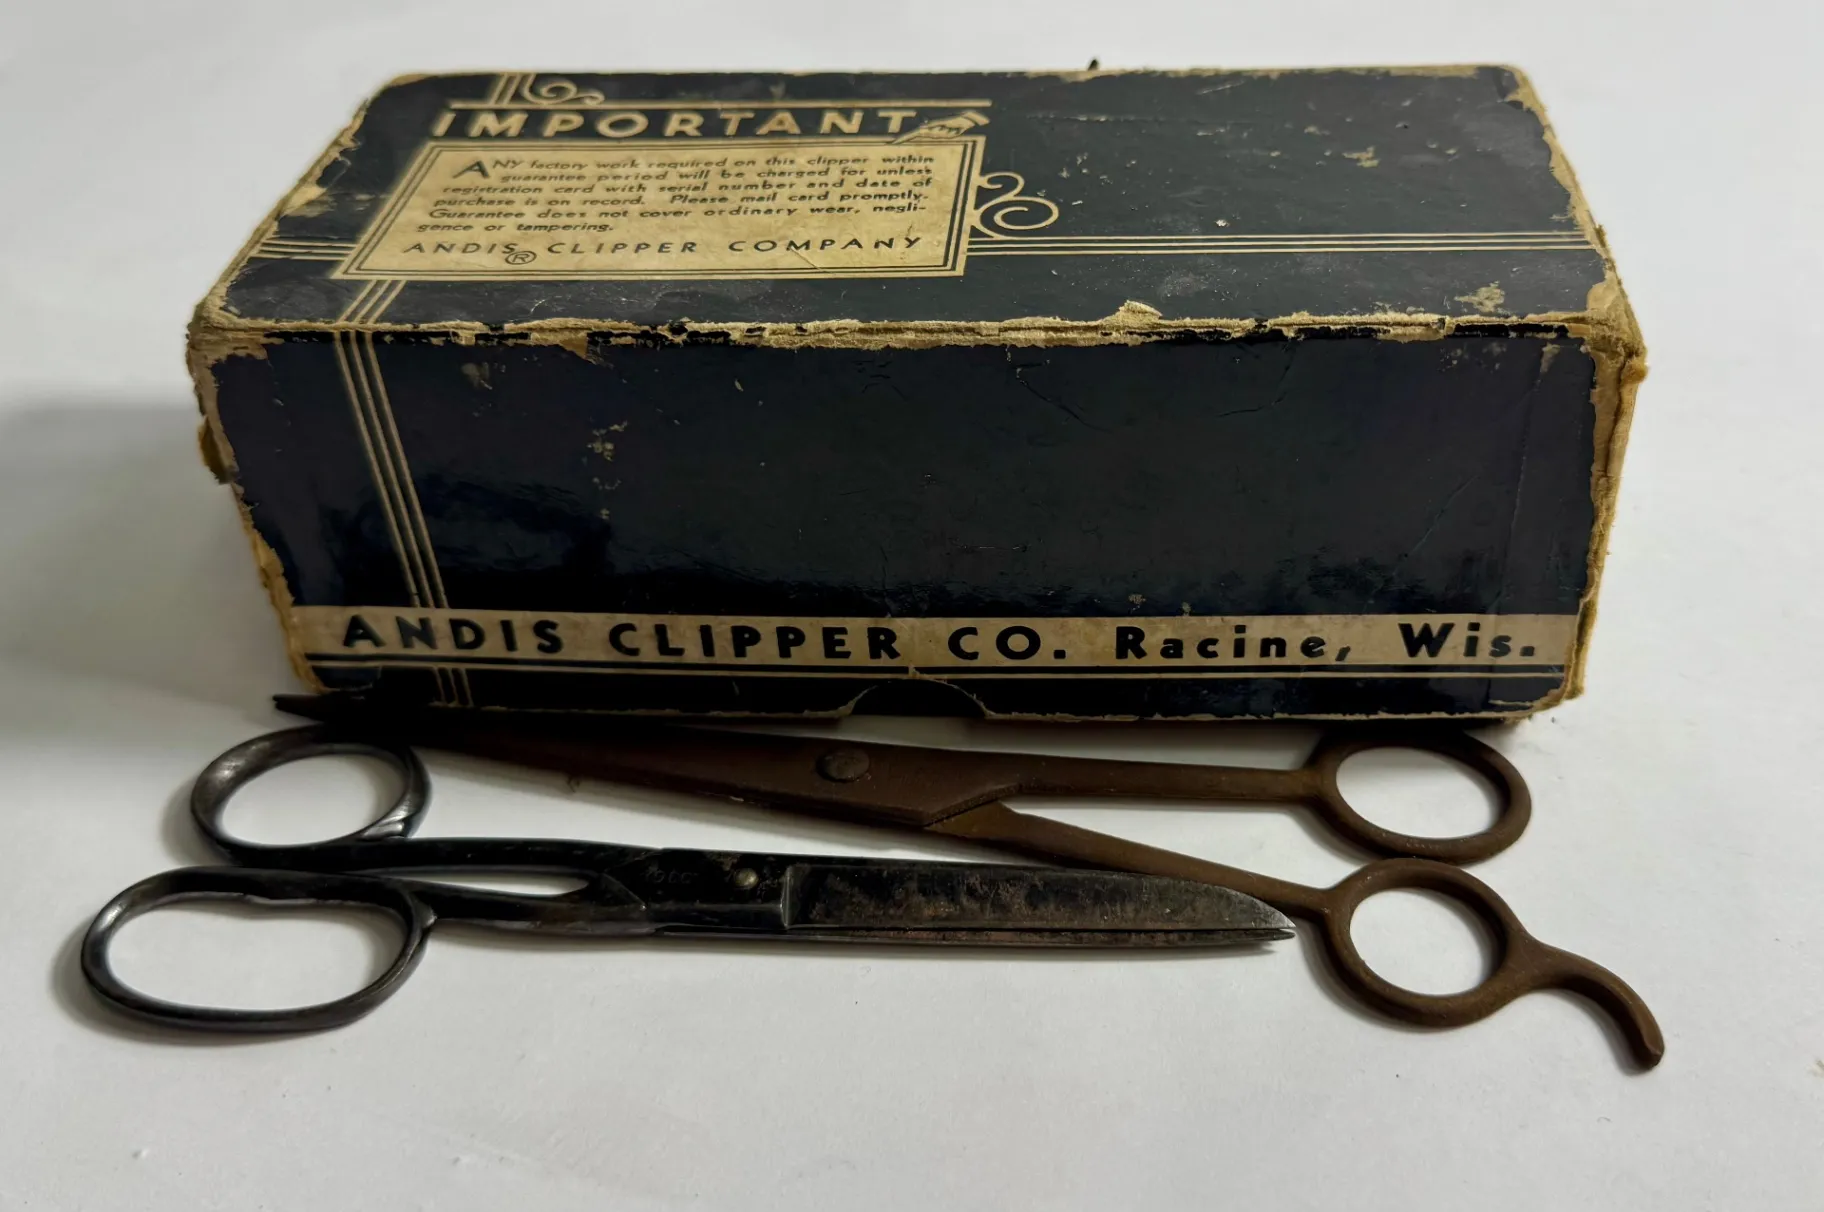 IMPORTANT
ANY factory work required on this clipper within
guarantee period will be charged for unless
registration card with serial number and date of
purchase is on record. Please mail card promptly.
Guarantee does not cover ordinary wear, negli-
gence or tampering.
ANDIS® CLIPPER COMPANY
ANDIS CLIPPER CO. Racine, Wis.